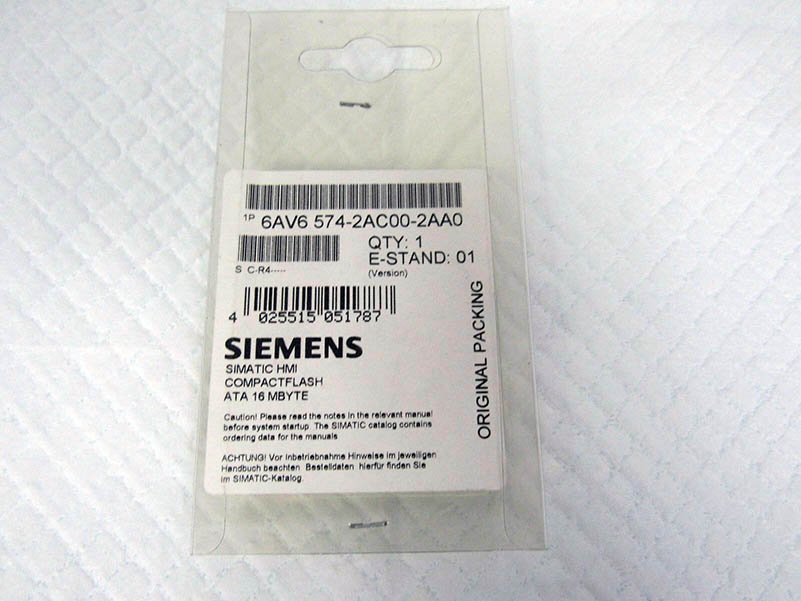 1P 6AV6 574-2AC00-2AA0
QTY: 1
E-STAND: 01
(Version)
S C-R4-----
4 025515 051787
SIEMENS
SIMATIC HMI
COMPACTFLASH
ATA 16 MBYTE
Caution! Please read the notes in the relevant manual
before system startup. The SIMATIC catalog contains
ordering data for the manuals
ACHTUNG! Vor Inbetriebnahme Hinweise im jeweiligen
Handbuch beachten. Bestelldaten hierfür finden Sie
im SIMATIC-Katalog.
ORIGINAL PACKING